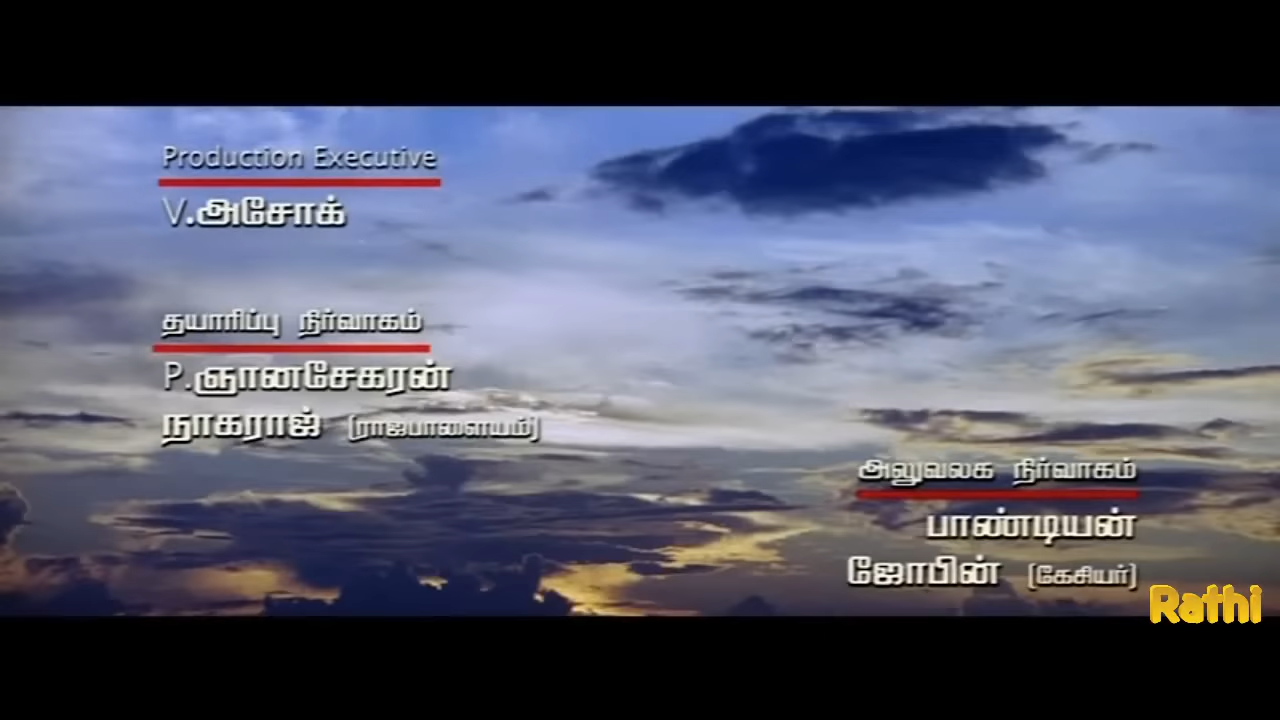 Production Executive
V.அசோக்
தயாரிப்பு நிர்வாகம்
P.ஞானசேகரன்
நாகராஜ் (ராஜபாளையம்)
அலுவலக நிர்வாகம்
பாண்டியன்
ஜோபின் (கேசியர்)
Rathi